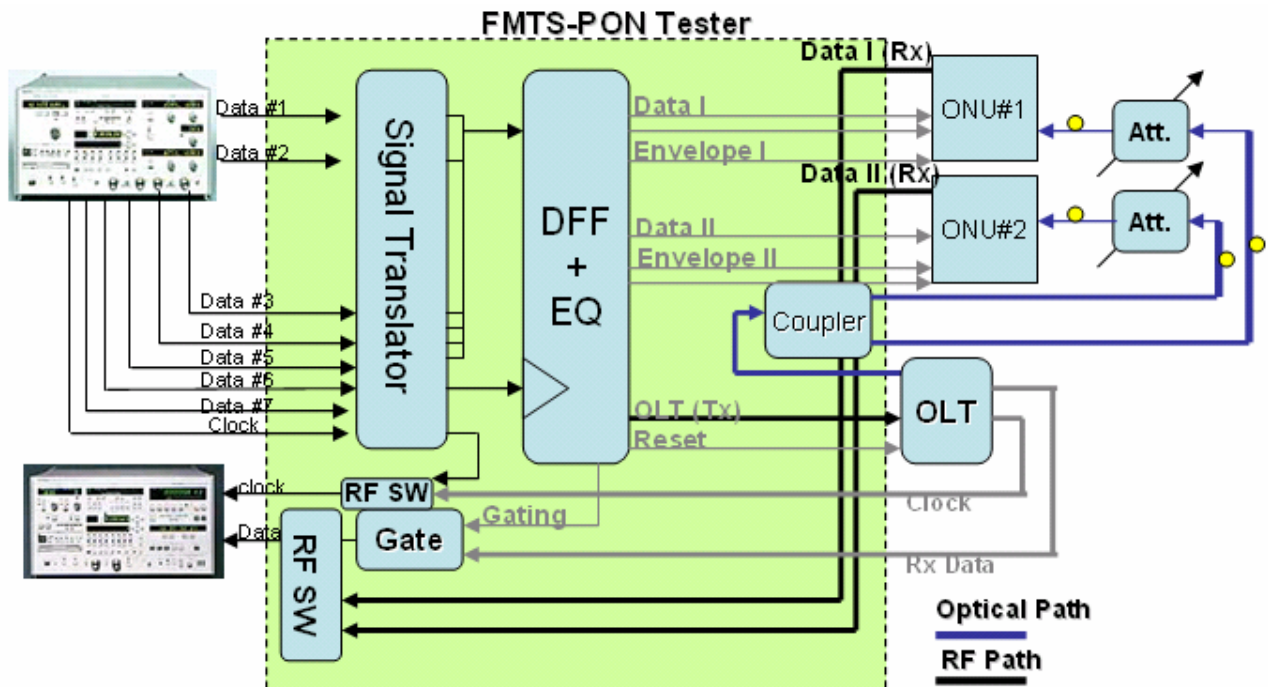 FMTS-PON Tester
Data #1
Data #2
Data #3
Data #4
Data #5
Data #6
Data #7
Clock
Signal Translator
DFF
+
EQ
Data I (Rx)
Data I
Envelope I
Data II (Rx)
Data II
Envelope II
ONU#1
ONU#2
Att.
Att.
Coupler
OLT (Tx)
Reset
OLT
clock
RF SW
Clock
Gating
Data
Gate
RF SW
Rx Data
Optical Path
RF Path